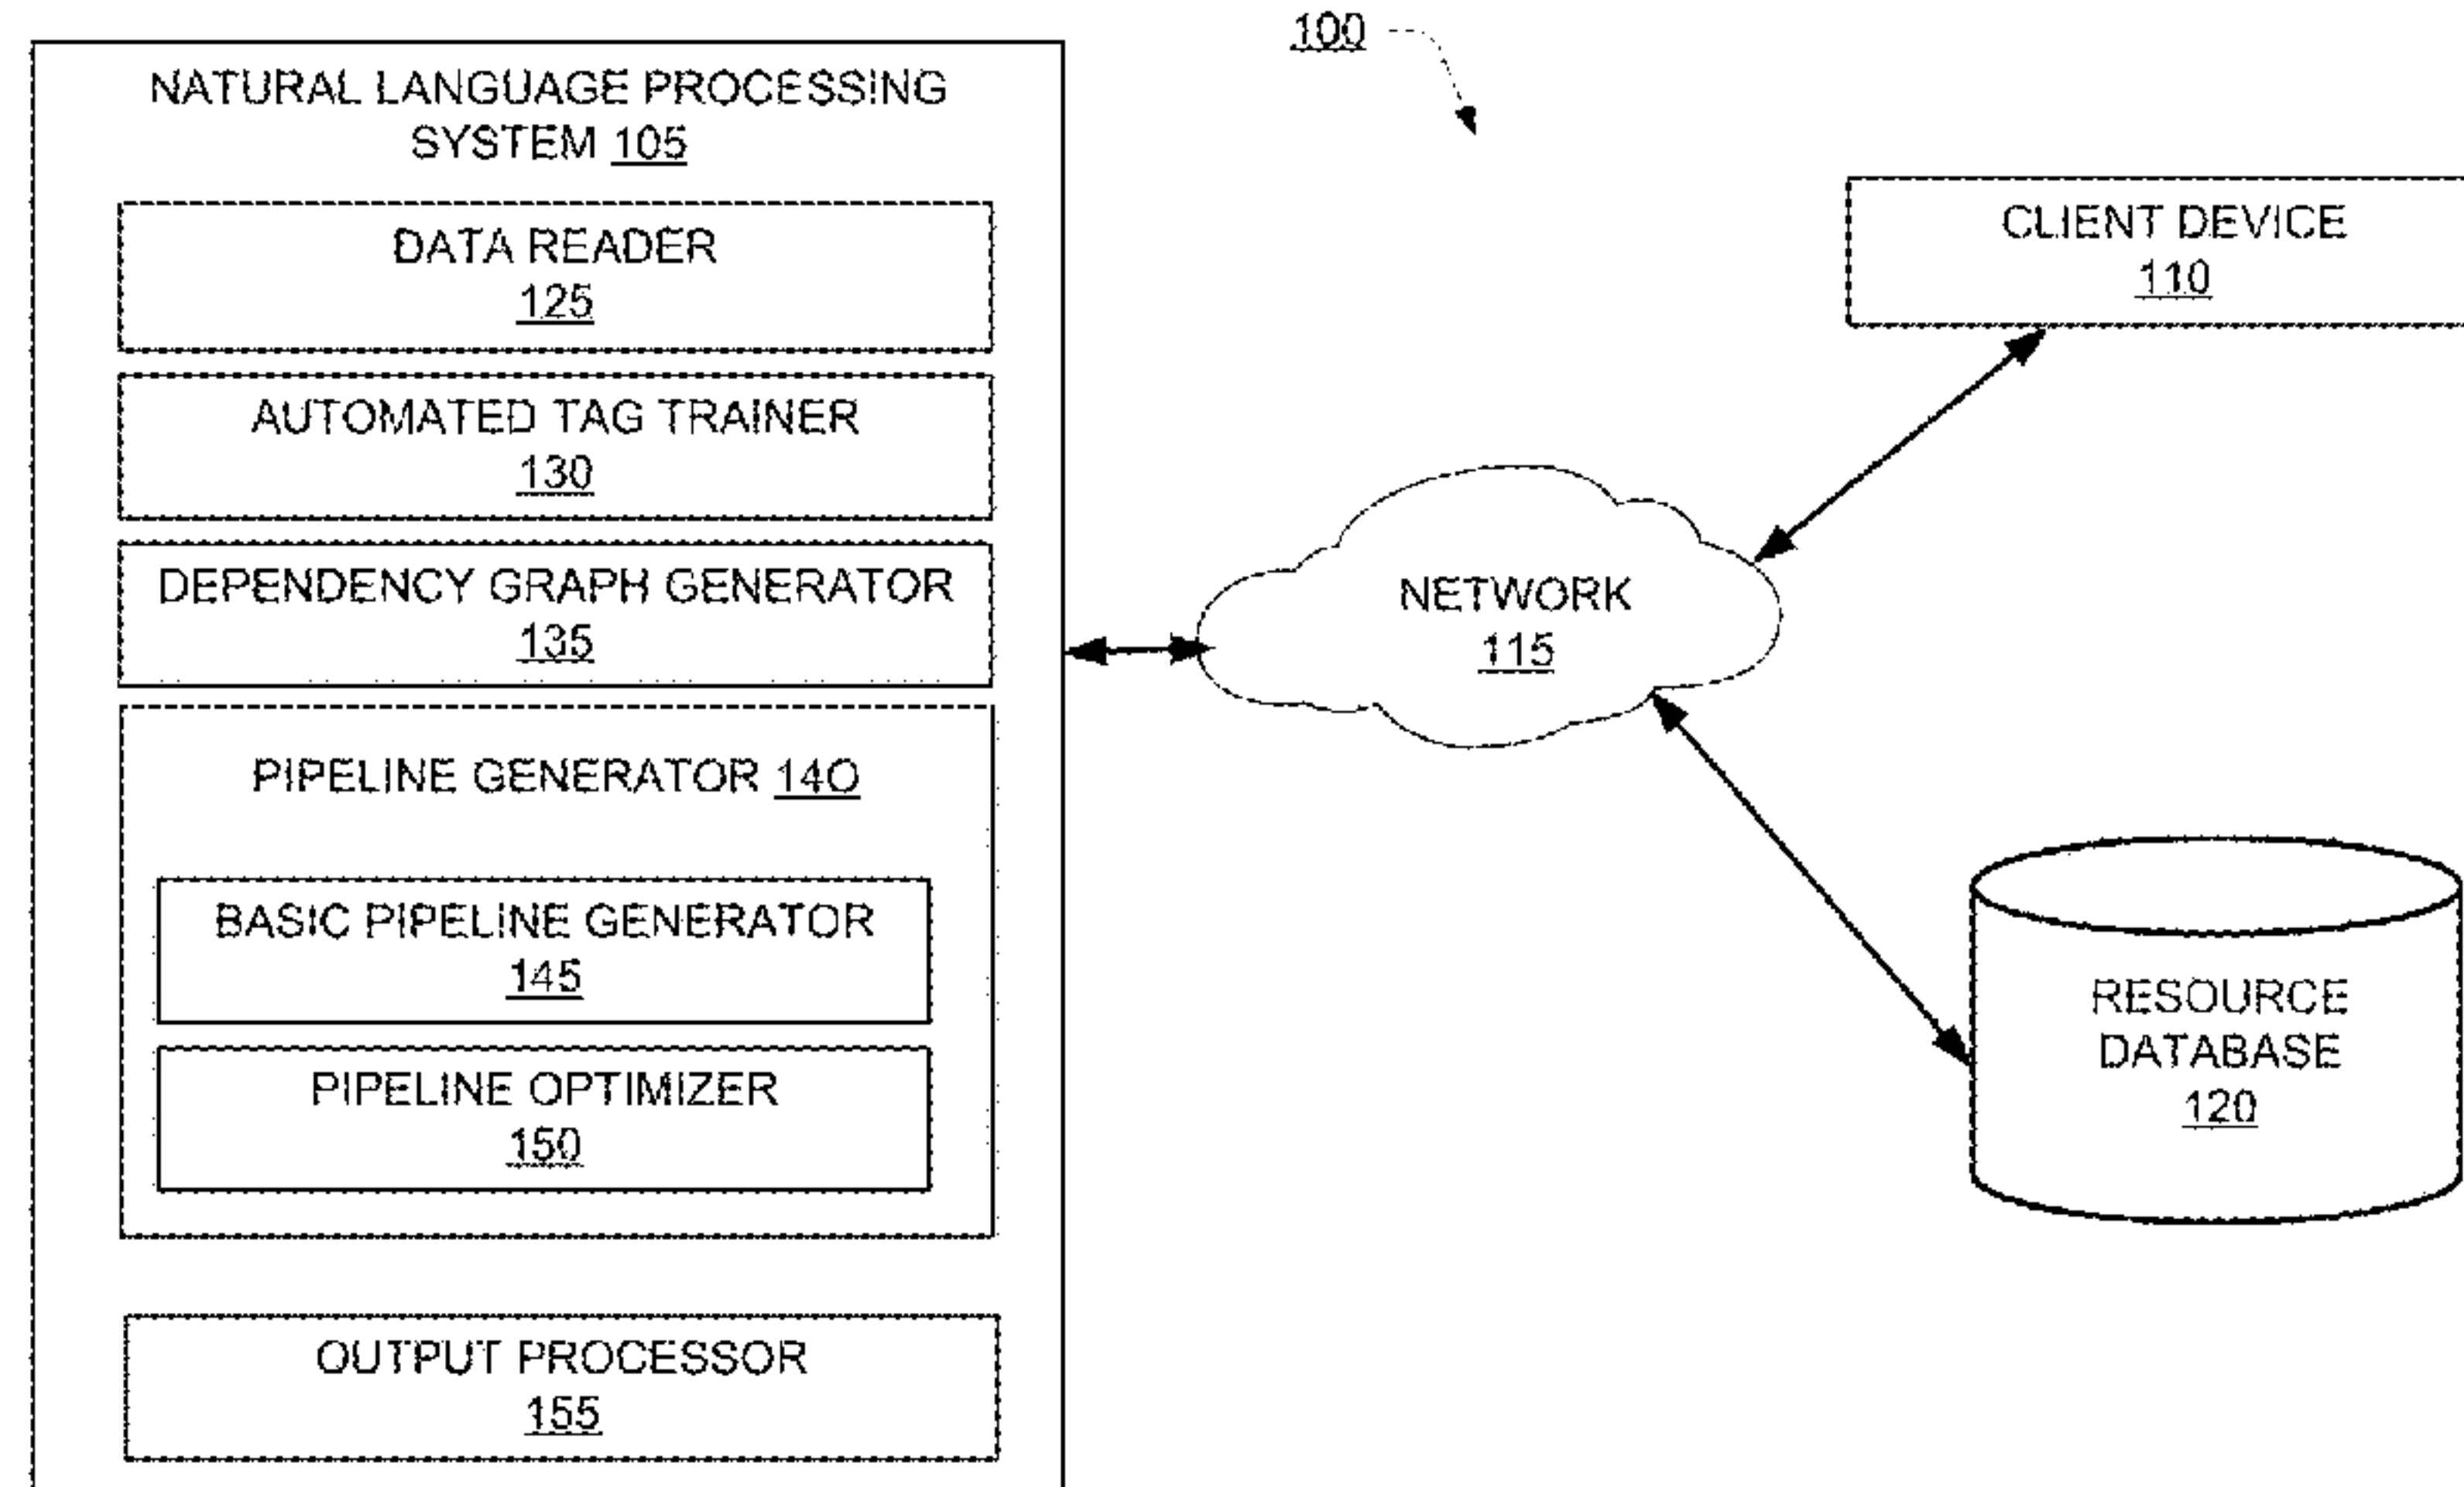 100
NATURAL LANGUAGE PROCESSING
SYSTEM 105
DATA READER
125
AUTOMATED TAG TRAINER
130
DEPENDENCY GRAPH GENERATOR
135
PIPELINE GENERATOR 140
BASIC PIPELINE GENERATOR
145
PIPELINE OPTIMIZER
150
OUTPUT PROCESSOR
155
NETWORK
115
CLIENT DEVICE
110
RESOURCE
DATABASE
120